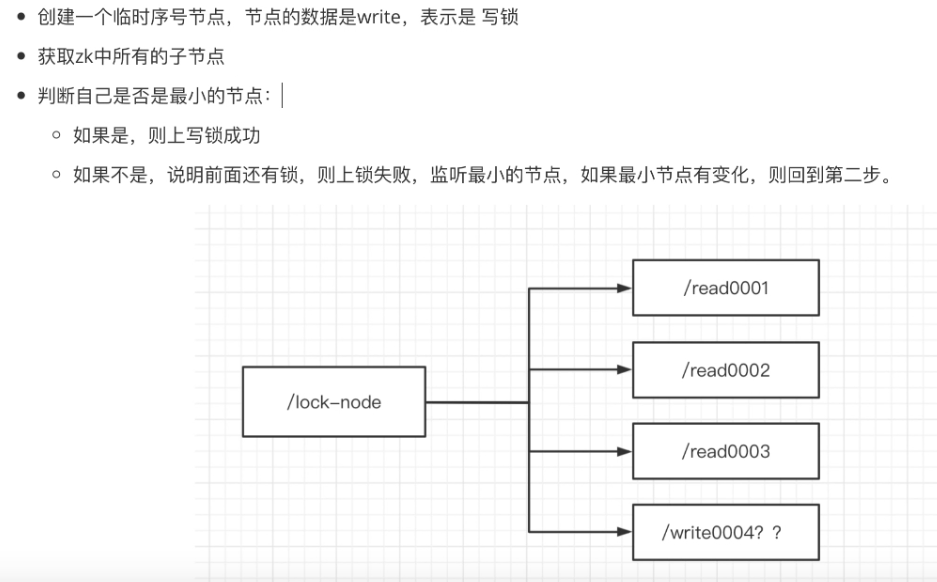 创建一个临时序号节点，节点的数据是write，表示是 写锁
获取zk中所有的子节点
判断自己是否是最小的节点：
如果是，则上写锁成功
如果不是，说明前面还有锁，则上锁失败，监听最小的节点，如果最小节点有变化，则回到第二步。
/read0001
/read0002
/lock-node
/read0003
/write0004？？